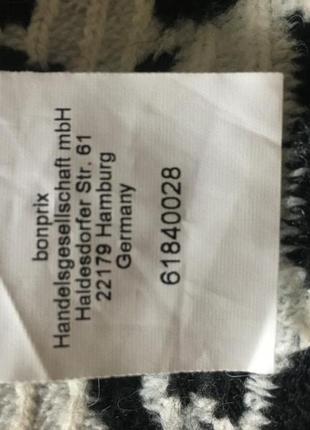 bonprix
Handelsgesellschaft mbH
Haldesdorfer Str. 61
22179 Hamburg
Germany
61840028